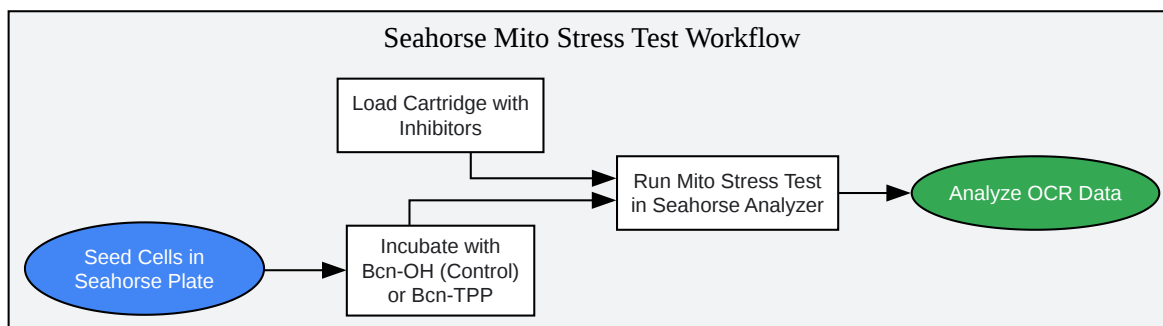 Seahorse Mito Stress Test Workflow
Load Cartridge with
Inhibitors
Run Mito Stress Test
in Seahorse Analyzer
Analyze OCR Data
Seed Cells in
Seahorse Plate
Incubate with
Bcn-OH (Control)
or Bcn-TPP